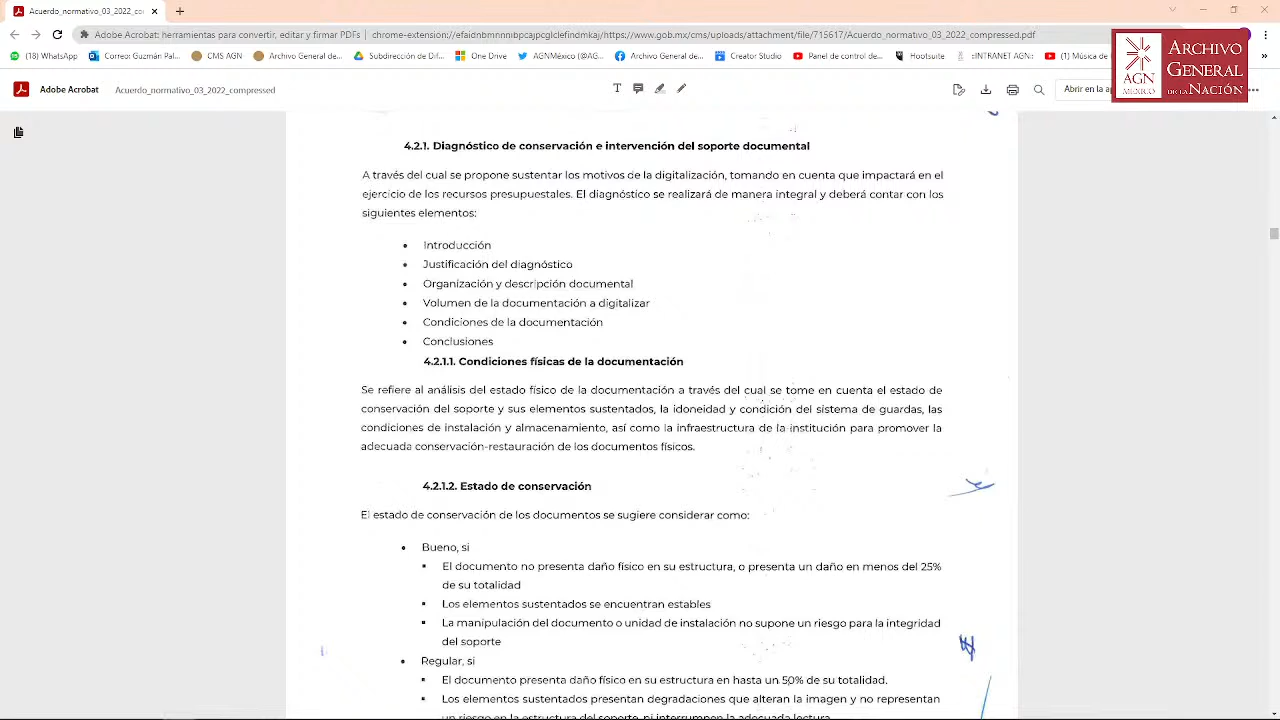 Acuerdo_normativo_03_2022_co
Adobe Acrobat: herramientas para convertir, editar y firmar PDFs | chrome-extension://efaidnbmnnnibpcajpcglclefindmkaj/https://www.gob.mx/cms/uploads/attachment/file/715617/Acuerdo_normativo_03_2022_compressed.pdf
(18) WhatsApp Correo: Guzmán Pal... CMS AGN Archivo General de... Subdirección de Dif... One Drive AGNMéxico (@AG... Archivo General de... Creator Studio Panel de control de... Hootsuite ::INTRANET AGN:: (1) Música de
ARCHIVO
GENERAL
DE LA NACIÓN
AGN
MÉXICO
Adobe Acrobat Acuerdo_normativo_03_2022_compressed Abrir en la
4.2.1. Diagnóstico de conservación e intervención del soporte documental
A través del cual se propone sustentar los motivos de la digitalización, tomando en cuenta que impactará en el
ejercicio de los recursos presupuestales. El diagnóstico se realizará de manera integral y deberá contar con los
siguientes elementos:
• Introducción
• Justificación del diagnóstico
• Organización y descripción documental
• Volumen de la documentación a digitalizar
• Condiciones de la documentación
• Conclusiones
4.2.1.1. Condiciones físicas de la documentación
Se refiere al análisis del estado físico de la documentación a través del cual se tome en cuenta el estado de
conservación del soporte y sus elementos sustentados, la idoneidad y condición del sistema de guardas, las
condiciones de instalación y almacenamiento, así como la infraestructura de la institución para promover la
adecuada conservación-restauración de los documentos físicos.
4.2.1.2. Estado de conservación
El estado de conservación de los documentos se sugiere considerar como:
• Bueno, si
▪ El documento no presenta daño físico en su estructura, o presenta un daño en menos del 25%
de su totalidad
▪ Los elementos sustentados se encuentran estables
▪ La manipulación del documento o unidad de instalación no supone un riesgo para la integridad
del soporte
• Regular, si
▪ El documento presenta daño físico en su estructura en hasta un 50% de su totalidad.
▪ Los elementos sustentados presentan degradaciones que alteran la imagen y no representan
un riesgo en la estructura del soporte, ni interrumpen la adecuada lectura